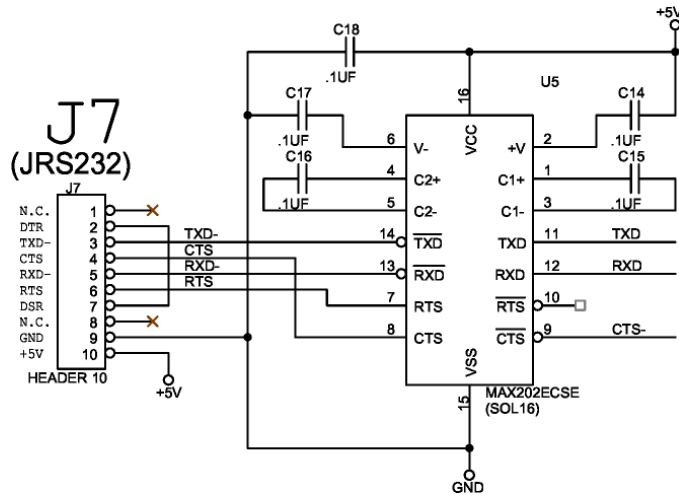 +5V
C18
.1UF
U5
16
VCC
C17
.1UF
C14
.1UF
6
V-
+V
2
C16
.1UF
4
C2+
C1+
1
C15
.1UF
5
C2-
C1-
3
J7
(JRS232)
J7
N.C.
1
DTR
2
TXD-
3
TXD-
14
TXD
TXD
11
TXD
CTS
4
CTS
RXD-
5
RXD-
13
RXD
RXD
12
RXD
RTS
6
RTS
7
RTS
RTS
10
DSR
7
N.C.
8
8
CTS
CTS
9
CTS-
GND
9
+5V
10
HEADER 10
+5V
VSS
15
MAX202ECSE
(SOL16)
GND